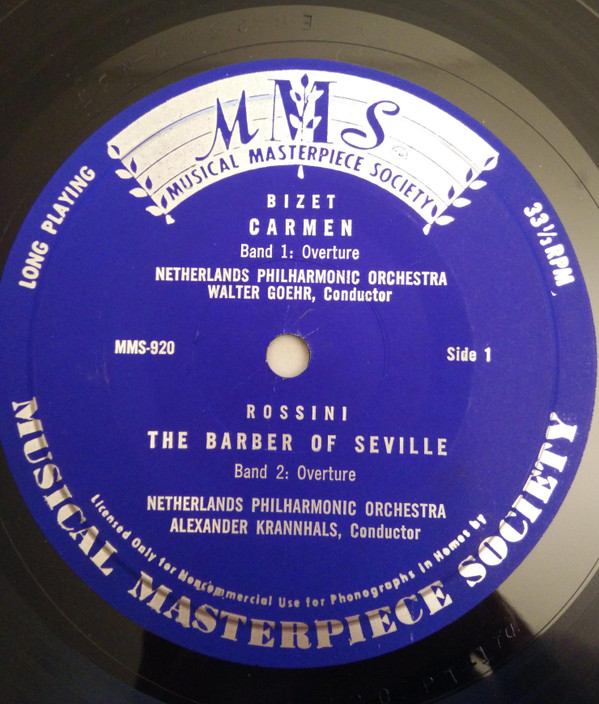 MMS
MUSICAL MASTERPIECE SOCIETY
LONG PLAYING
33 1/3 RPM
BIZET
CARMEN
Band 1: Overture
NETHERLANDS PHILHARMONIC ORCHESTRA
WALTER GOEHR, Conductor
MMS-920
Side 1
ROSSINI
THE BARBER OF SEVILLE
Band 2: Overture
NETHERLANDS PHILHARMONIC ORCHESTRA
ALEXANDER KRANNHALS, Conductor
Licensed Only for Noncommercial Use for Phonographs in Homes by
MUSICAL MASTERPIECE SOCIETY